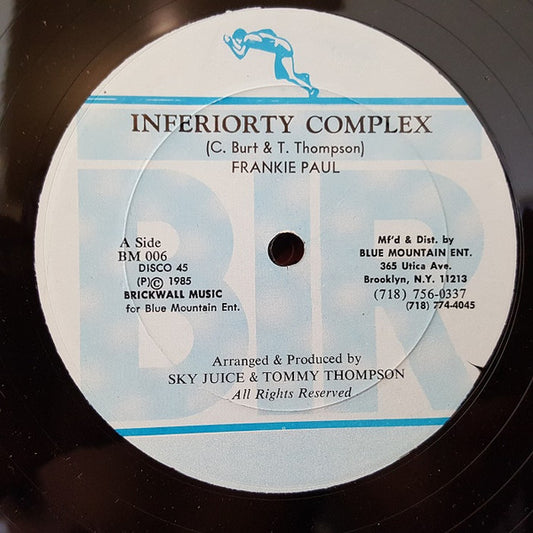 INFERIORTY COMPLEX
(C. Burt & T. Thompson)
FRANKIE PAUL
A Side
BM 006
DISCO 45
(P)© 1985
BRICKWALL MUSIC
for Blue Mountain Ent.
Mf'd & Dist. by
BLUE MOUNTAIN ENT.
365 Utica Ave.
Brooklyn, N.Y. 11213
(718) 756-0337
(718) 774-4045
BIR
Arranged & Produced by
SKY JUICE & TOMMY THOMPSON
All Rights Reserved